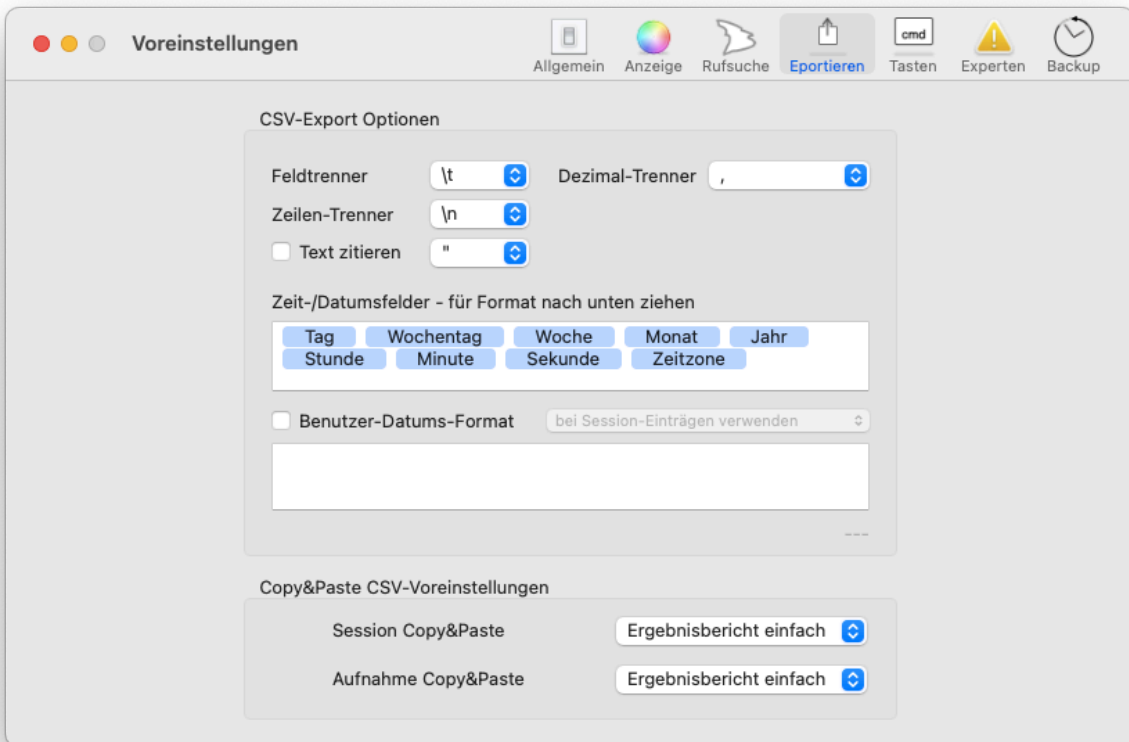 Voreinstellungen
Allgemein Anzeige Rufsuche Eportieren cmd Tasten Experten Backup
CSV-Export Optionen
Feldtrenner \t Dezimal-Trenner ,
Zeilen-Trenner \n
Text zitieren "
Zeit-/Datumsfelder - für Format nach unten ziehen
Tag Wochentag Woche Monat Jahr
Stunde Minute Sekunde Zeitzone
Benutzer-Datums-Format bei Session-Einträgen verwenden
---
Copy&Paste CSV-Voreinstellungen
Session Copy&Paste Ergebnisbericht einfach
Aufnahme Copy&Paste Ergebnisbericht einfach